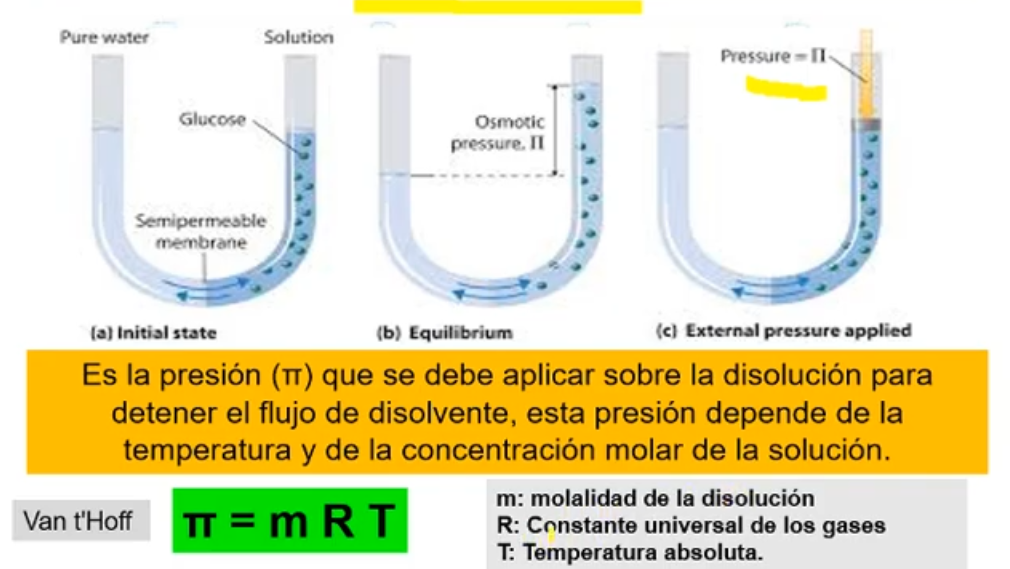 Pure water
Solution
Glucose
Semipermeable
membrane
(a) Initial state
Osmotic
pressure, Π
(b) Equilibrium
Pressure = Π
(c) External pressure applied
Es la presión (π) que se debe aplicar sobre la disolución para
detener el flujo de disolvente, esta presión depende de la
temperatura y de la concentración molar de la solución.
Van t'Hoff
π = m R T
m: molalidad de la disolución
R: Constante universal de los gases
T: Temperatura absoluta.